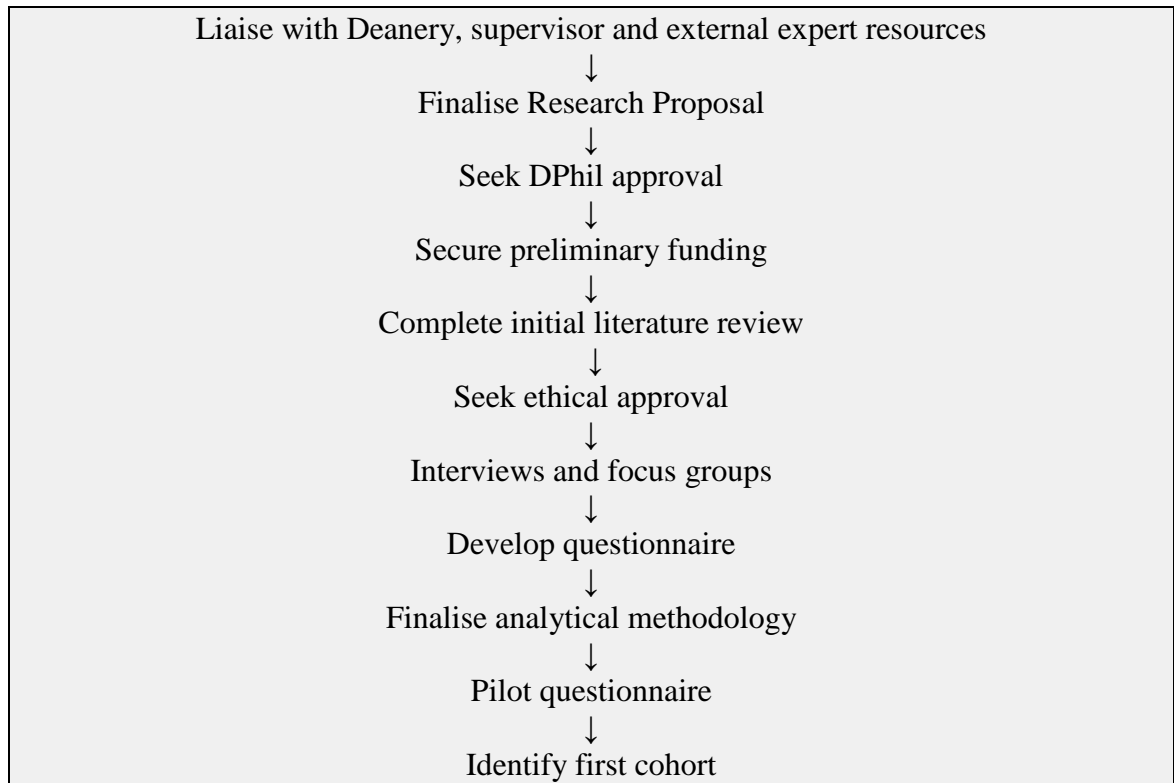 Liaise with Deanery, supervisor and external expert resources
↓
Finalise Research Proposal
↓
Seek DPhil approval
↓
Secure preliminary funding
↓
Complete initial literature review
↓
Seek ethical approval
↓
Interviews and focus groups
↓
Develop questionnaire
↓
Finalise analytical methodology
↓
Pilot questionnaire
↓
Identify first cohort